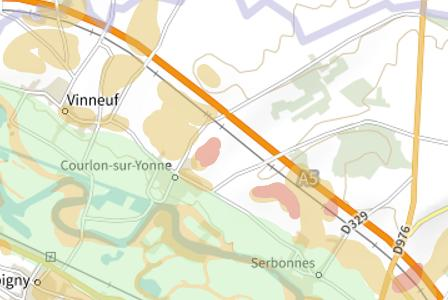 Vinneuf
Courlon-sur-Yonne
A5
D329
D976
Serbonnes
igny